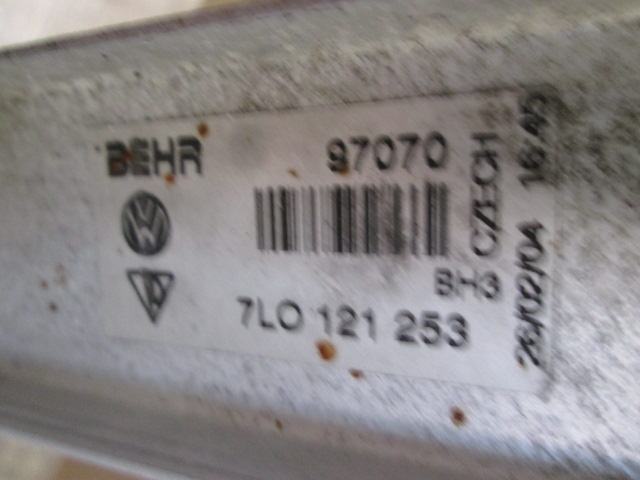 BEHR 97070
BH3
7L0 121 253
CZECH
26/02/04 16:45